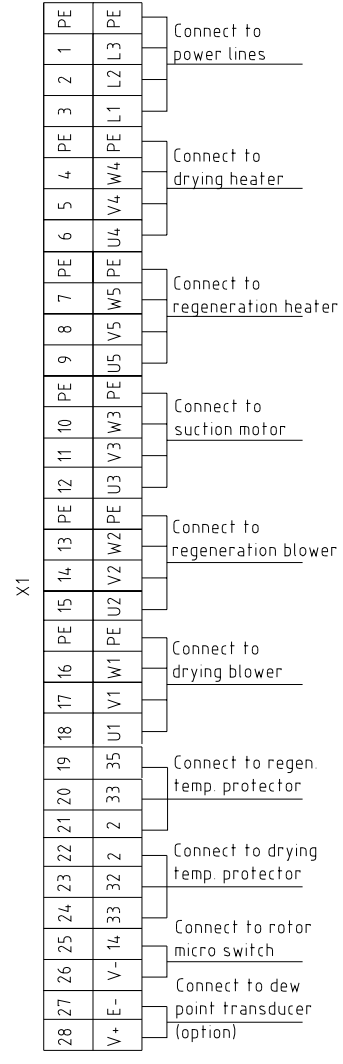 X1
PE PE
1 L3
2 L2
3 L1
Connect to
power lines
PE PE
4 W4
5 V4
6 U4
Connect to
drying heater
PE PE
7 W5
8 V5
9 U5
Connect to
regeneration heater
PE PE
10 W3
11 V3
12 U3
Connect to
suction motor
PE PE
13 W2
14 V2
15 U2
Connect to
regeneration blower
PE PE
16 W1
17 V1
18 U1
Connect to
drying blower
19 35
20 33
21 2
Connect to regen.
temp. protector
22 2
23 32
24 33
Connect to drying
temp. protector
25 14
26 V-
Connect to rotor
micro switch
27 E-
28 V+
Connect to dew
point transducer
(option)